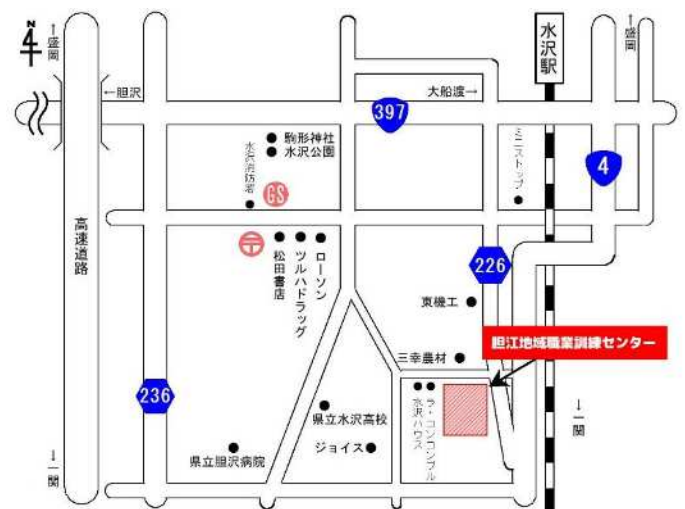 N
↑盛岡
水沢駅
↑盛岡
←胆沢
大船渡→
397
駒形神社
水沢公園
水沢消防署
ミニストップ
4
GS
〒
高速道路
松田書店
ツルハドラッグ
ローソン
226
東機工
胆江地域職業訓練センター
三幸農材
236
水沢ハウス
ラ・コンコンブル
県立水沢高校
ジョイス
県立胆沢病院
↓一関
↓一関